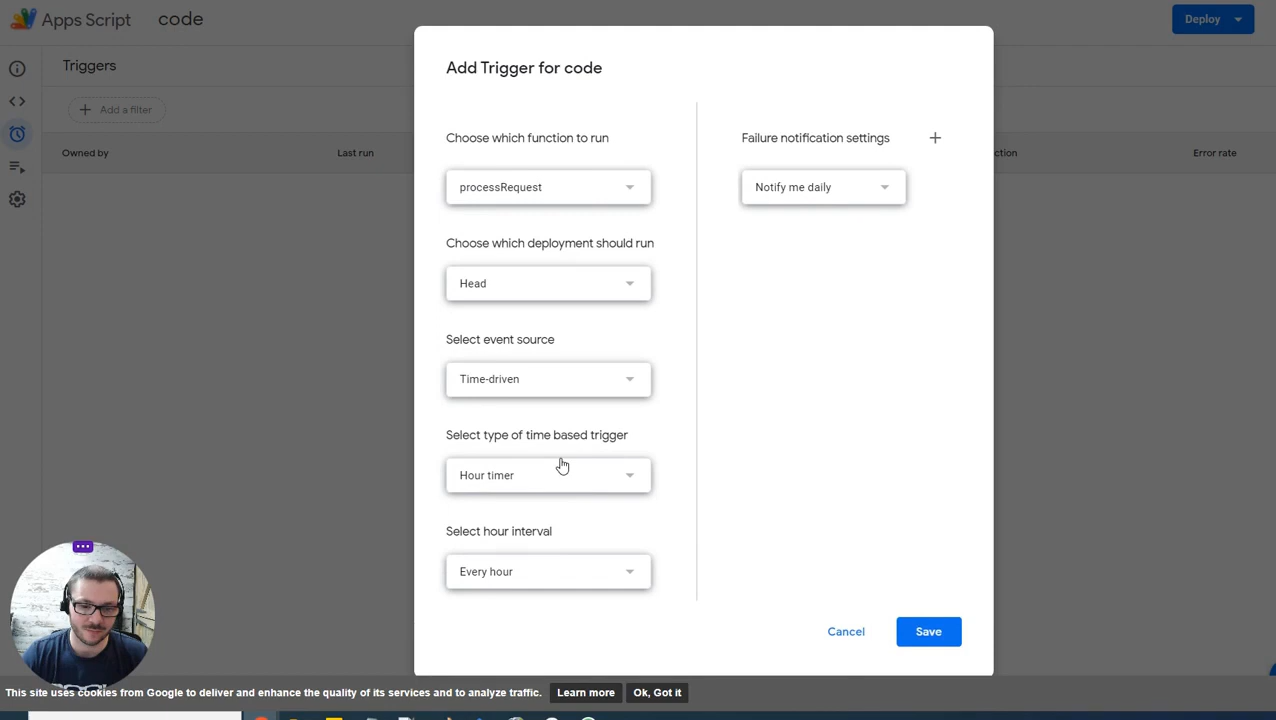 Apps Script
code
Deploy
Triggers
Add a filter
Owned by
Last run
ction
Error rate
Add Trigger for code
Choose which function to run
processRequest
Choose which deployment should run
Head
Select event source
Time-driven
Select type of time based trigger
Hour timer
Select hour interval
Every hour
Failure notification settings
Notify me daily
Cancel
Save
This site uses cookies from Google to deliver and enhance the quality of its services and to analyze traffic.
Learn more
Ok, Got it